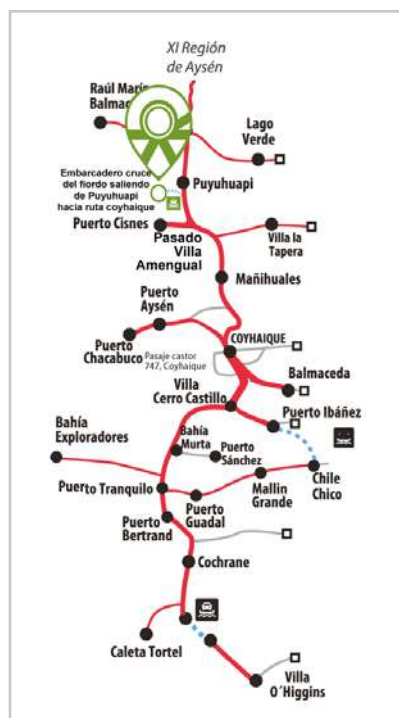 XI Región
de Aysén
Raúl Marín
Lago
Verde
Embarcadero cruce
del fiordo saliendo
de Puyuhuapi
hacia ruta coyhaique
Puyuhuapi
Puerto Cisnes
Pasado
Villa
Amengual
Villa la
Tapera
Mañihuales
Puerto
Aysén
Puerto
Chacabuco
Pasaje castor
747, Coyhaique
COYHAIQUE
Balmaceda
Villa
Cerro Castillo
Puerto Ibáñez
Bahía
Exploradores
Bahía
Murta
Puerto
Sánchez
Chile
Chico
Mallin
Grande
Puerto Tranquilo
Puerto
Guadal
Puerto
Bertrand
Cochrane
Caleta Tortel
Villa
O´Higgins